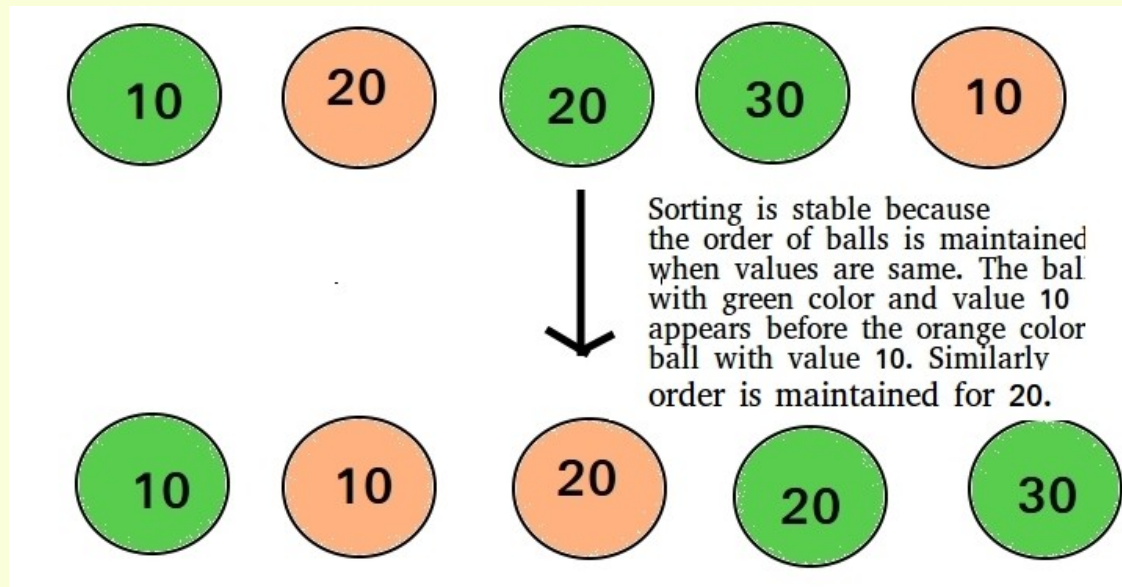 10 20 20 30 10
Sorting is stable because
the order of balls is maintained
when values are same. The bal
with green color and value 10
appears before the orange color
ball with value 10. Similarly
order is maintained for 20.
10 10 20 20 30